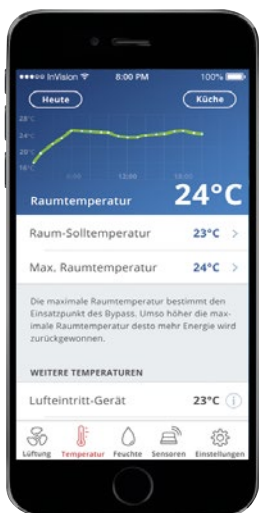 InVision 8:00 PM 100%
Heute Küche
28°C
24°C
20°C
16°C
6:00 12:00 18:00
Raumtemperatur 24°C
Raum-Solltemperatur 23°C >
Max. Raumtemperatur 24°C >
Die maximale Raumtemperatur bestimmt den
Einsatzpunkt des Bypass. Umso höher die max-
imale Raumtemperatur desto mehr Energie wird
zurückgewonnen.
WEITERE TEMPERATUREN
Lufteintritt-Gerät 23°C i
Lüftung Temperatur Feuchte Sensoren Einstellungen